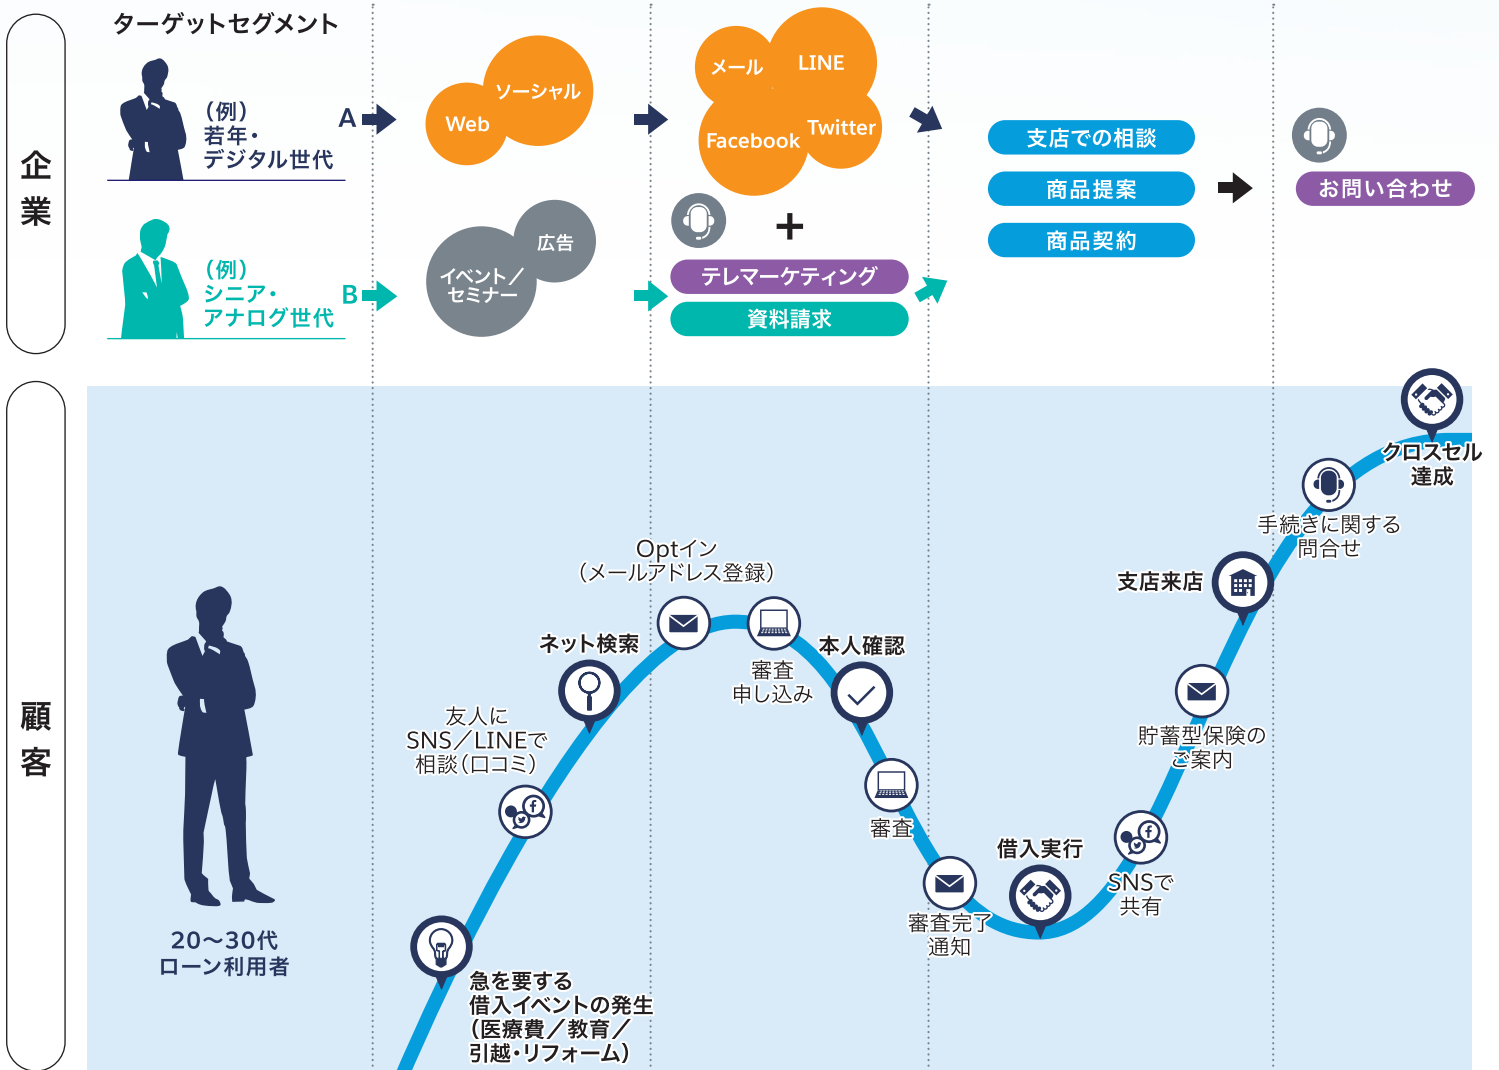 企
業
ターゲットセグメント
（例）
若年・
デジタル世代
A
Web
ソーシャル
メール
LINE
Facebook
Twitter
支店での相談
商品提案
商品契約
お問い合わせ
（例）
シニア・
アナログ世代
B
イベント／
セミナー
広告
+
テレマーケティング
資料請求
顧
客
20～30代
ローン利用者
急を要する
借入イベントの発生
（医療費／教育／
引越・リフォーム）
友人に
SNS／LINEで
相談（口コミ）
ネット検索
Optイン
（メールアドレス登録）
審査
申し込み
本人確認
審査
審査完了
通知
借入実行
SNSで
共有
貯蓄型保険の
ご案内
支店来店
手続きに関する
問合せ
クロスセル
達成